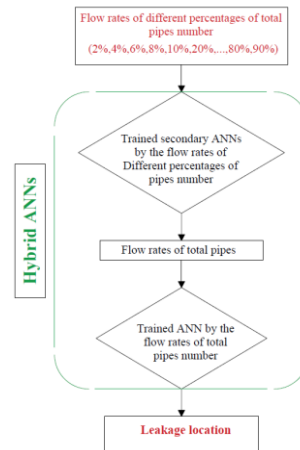 Flow rates of different percentages of total
pipes number
(2%,4%,6%,8%,10%,20%,...,80%,90%)
Hybrid ANNs
Trained secondary ANNs
by the flow rates of
Different percentages of
pipes number
Flow rates of total pipes
Trained ANN by the
flow rates of total
pipes number
Leakage location